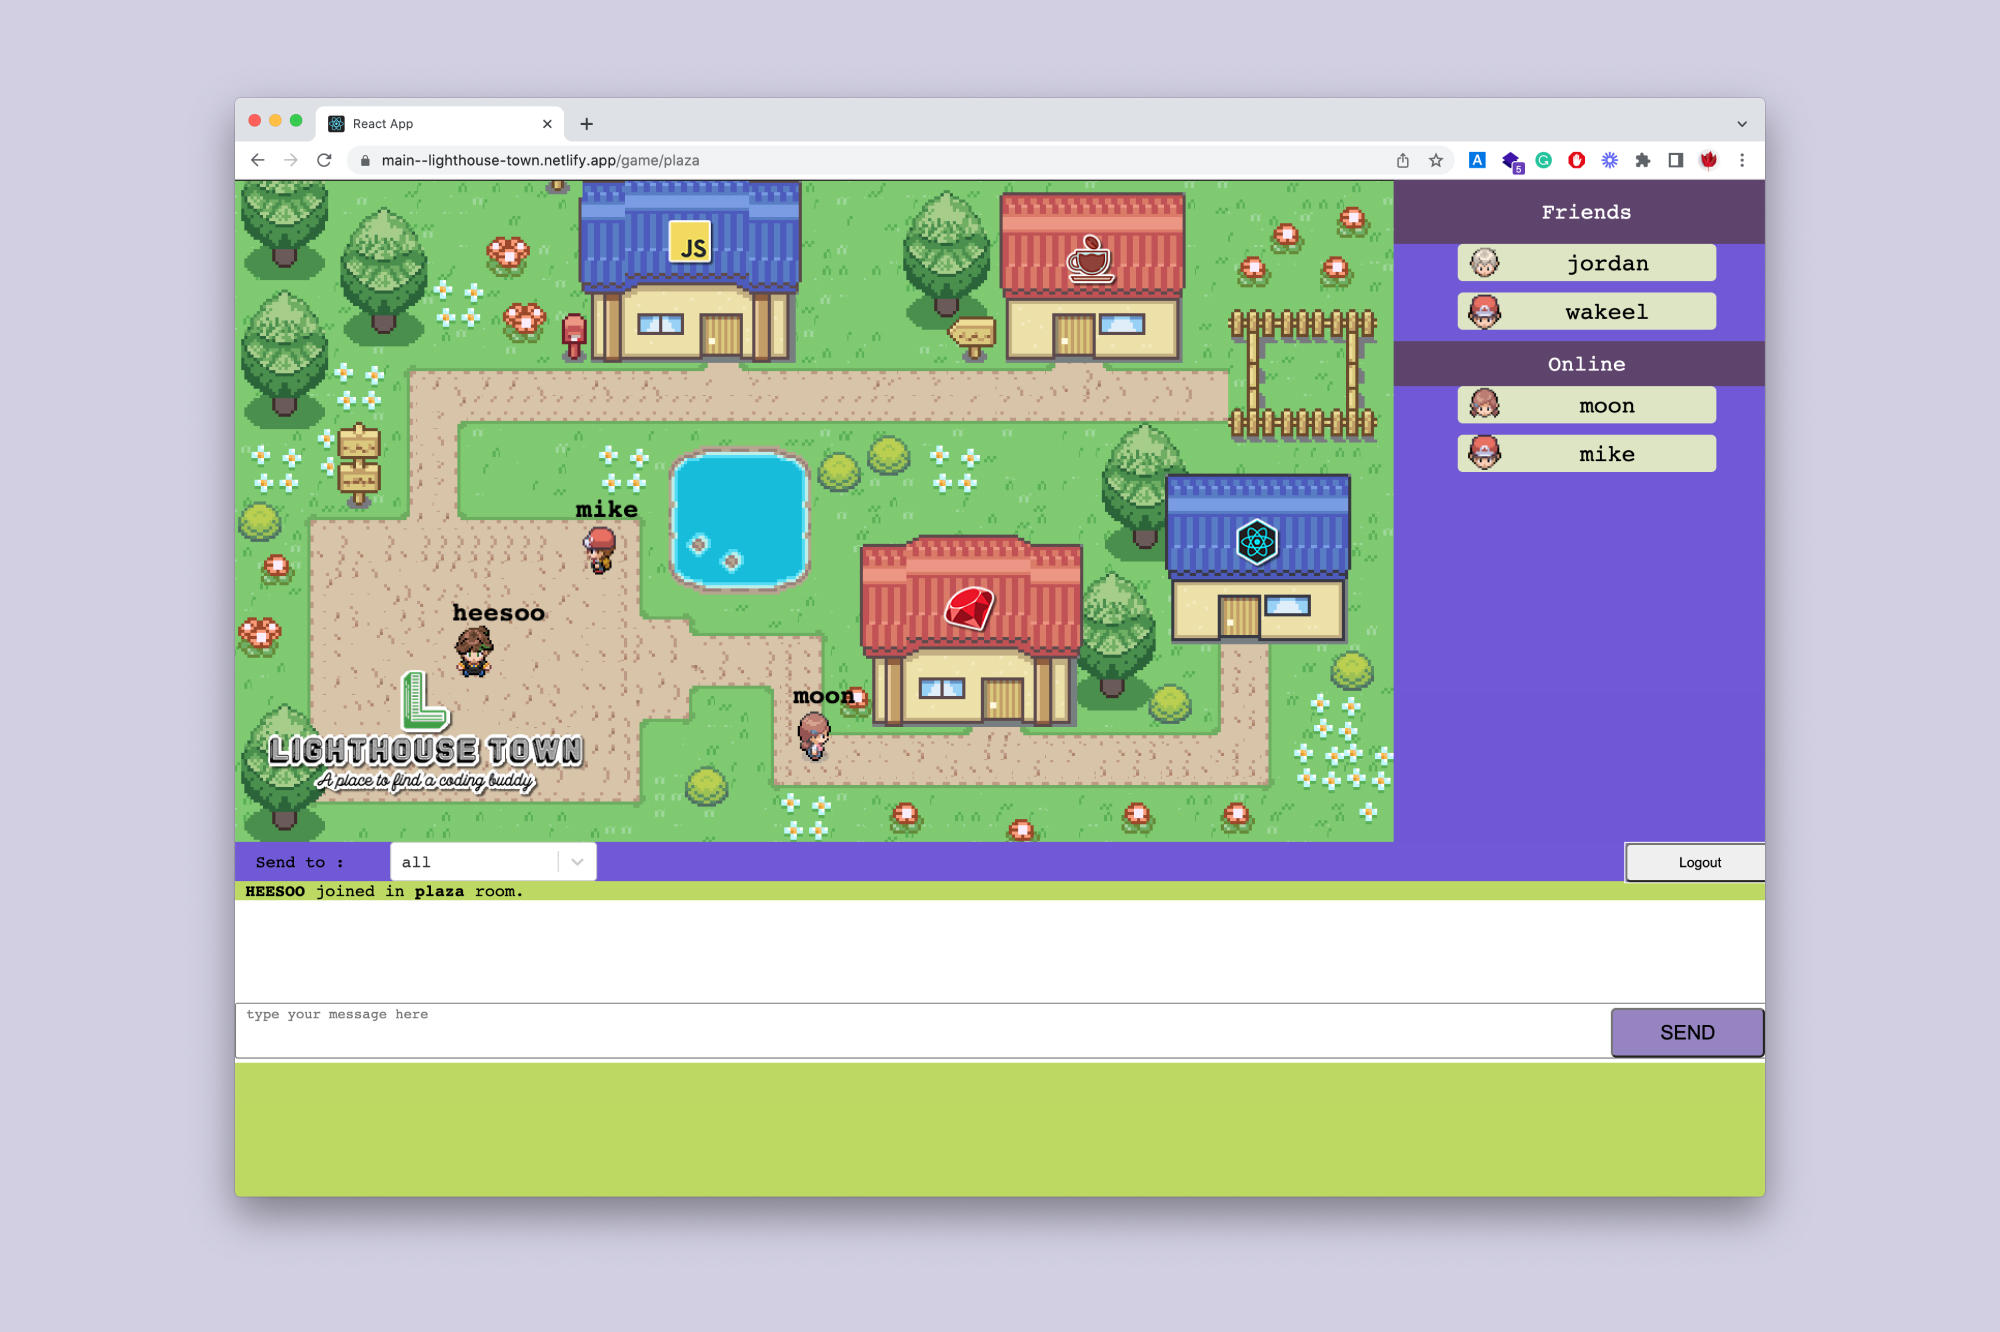 React App
main--lighthouse-town.netlify.app/game/plaza
A
5
G
JS
Friends
jordan
wakeel
Online
moon
mike
mike
heesoo
moon
L
LIGHTHOUSE TOWN
A place to find a coding buddy
Send to :
all
Logout
HEESOO joined in plaza room.
type your message here
SEND